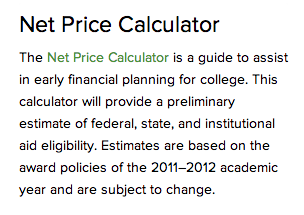 Net Price Calculator
The Net Price Calculator is a guide to assist
in early financial planning for college. This
calculator will provide a preliminary
estimate of federal, state, and institutional
aid eligibility. Estimates are based on the
award policies of the 2011–2012 academic
year and are subject to change.